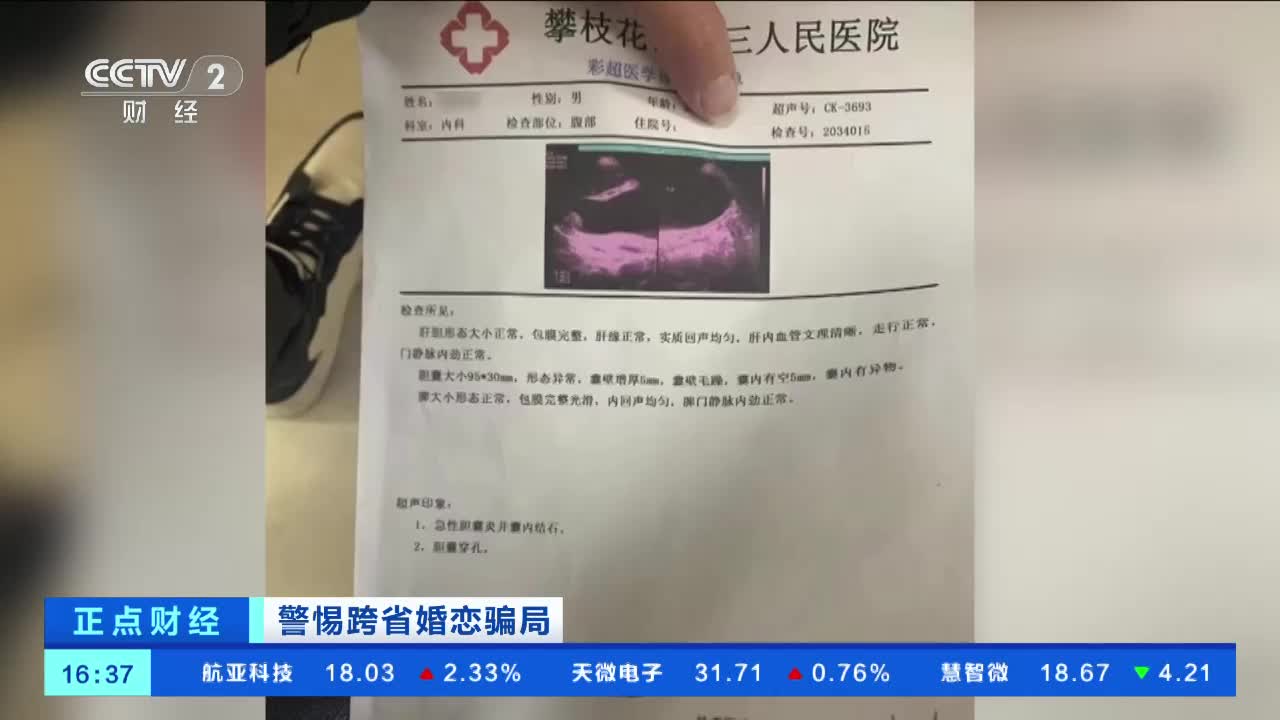 CCTV 2
财经
攀枝花 三人民医院
彩超医学
姓名: 性别: 男 年龄: 超声号: CK-3693
科室: 内科 检查部位: 腹部 住院号: 检查号: 2034016
检查所见:
肝胆形态大小正常, 包膜完整, 肝缘正常, 实质回声均匀, 肝内血管文理清晰, 走行正常,
门静脉内劲正常。
胆囊大小95*30mm, 形态异常, 囊壁增厚5mm, 囊壁毛躁, 囊内有空5mm, 囊内有异物。
脾大小形态正常, 包膜完整光滑, 内回声均匀, 脾门静脉内劲正常。
超声印象:
1. 急性胆囊炎并囊内结石。
2. 胆囊穿孔。
正点财经 警惕跨省婚恋骗局
16:37 航亚科技 18.03 ▲ 2.33% 天微电子 31.71 ▲ 0.76% 慧智微 18.67 ▼ 4.21